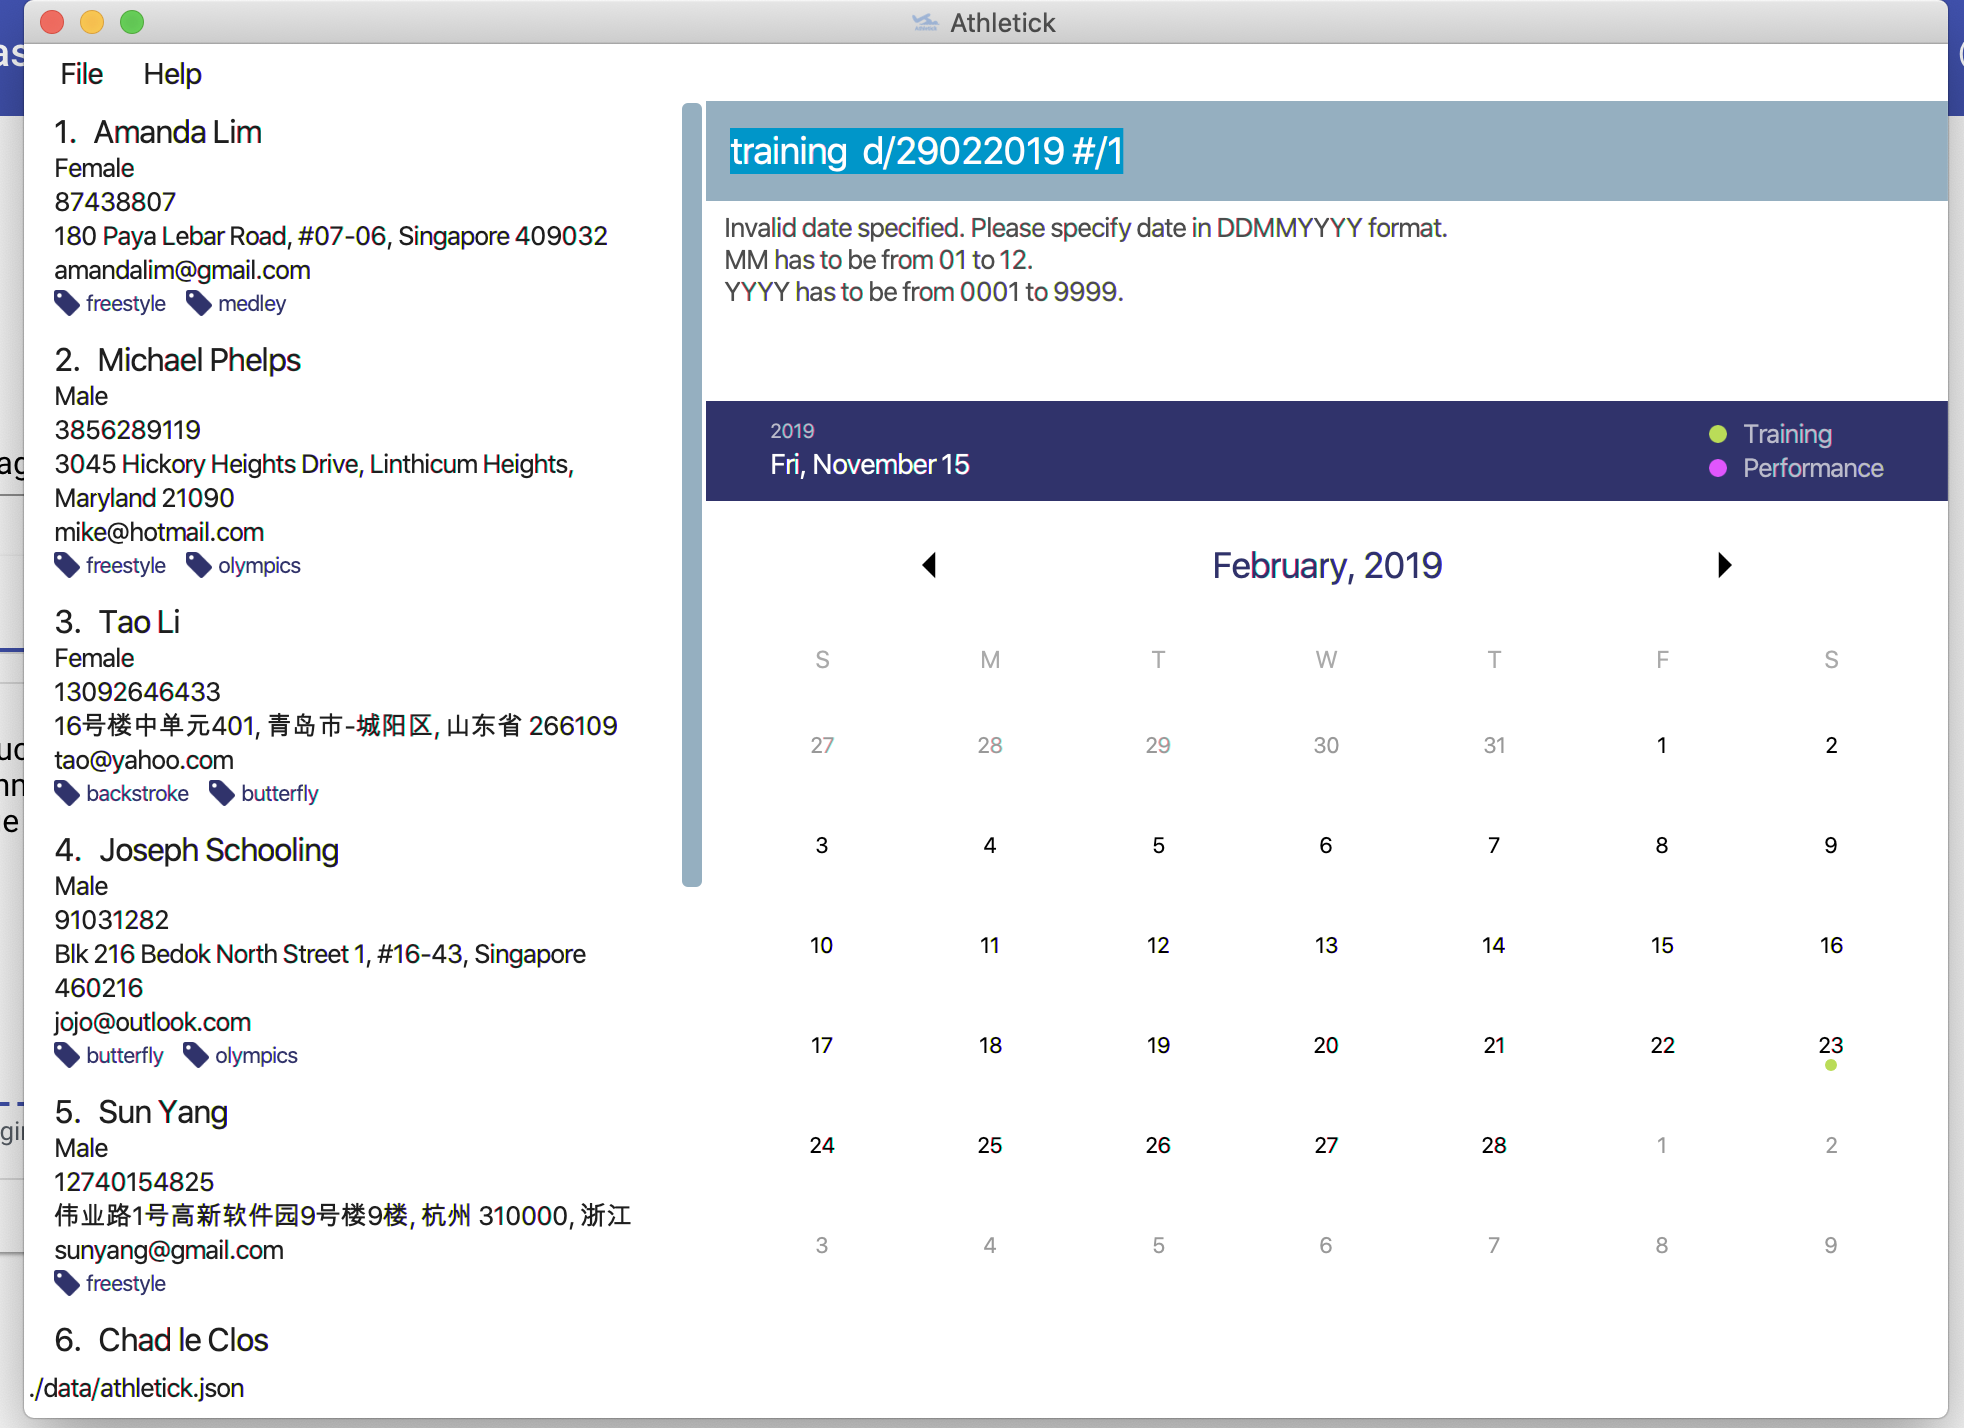 Athletick
File Help
1. Amanda Lim
Female
87438807
180 Paya Lebar Road, #07-06, Singapore 409032
amandalim@gmail.com
freestyle medley
2. Michael Phelps
Male
3856289119
3045 Hickory Heights Drive, Linthicum Heights,
Maryland 21090
mike@hotmail.com
freestyle olympics
3. Tao Li
Female
13092646433
16号楼中单元401, 青岛市-城阳区, 山东省 266109
tao@yahoo.com
backstroke butterfly
4. Joseph Schooling
Male
91031282
Blk 216 Bedok North Street 1, #16-43, Singapore
460216
jojo@outlook.com
butterfly olympics
5. Sun Yang
Male
12740154825
伟业路1号高新软件园9号楼9楼, 杭州 310000, 浙江
sunyang@gmail.com
freestyle
6. Chad le Clos
./data/athletick.json
training d/29022019 #/1
Invalid date specified. Please specify date in DDMMYYYY format.
MM has to be from 01 to 12.
YYYY has to be from 0001 to 9999.
2019
Fri, November 15
Training
Performance
February, 2019
S M T W T F S
27 28 29 30 31 1 2
3 4 5 6 7 8 9
10 11 12 13 14 15 16
17 18 19 20 21 22 23
24 25 26 27 28 1 2
3 4 5 6 7 8 9